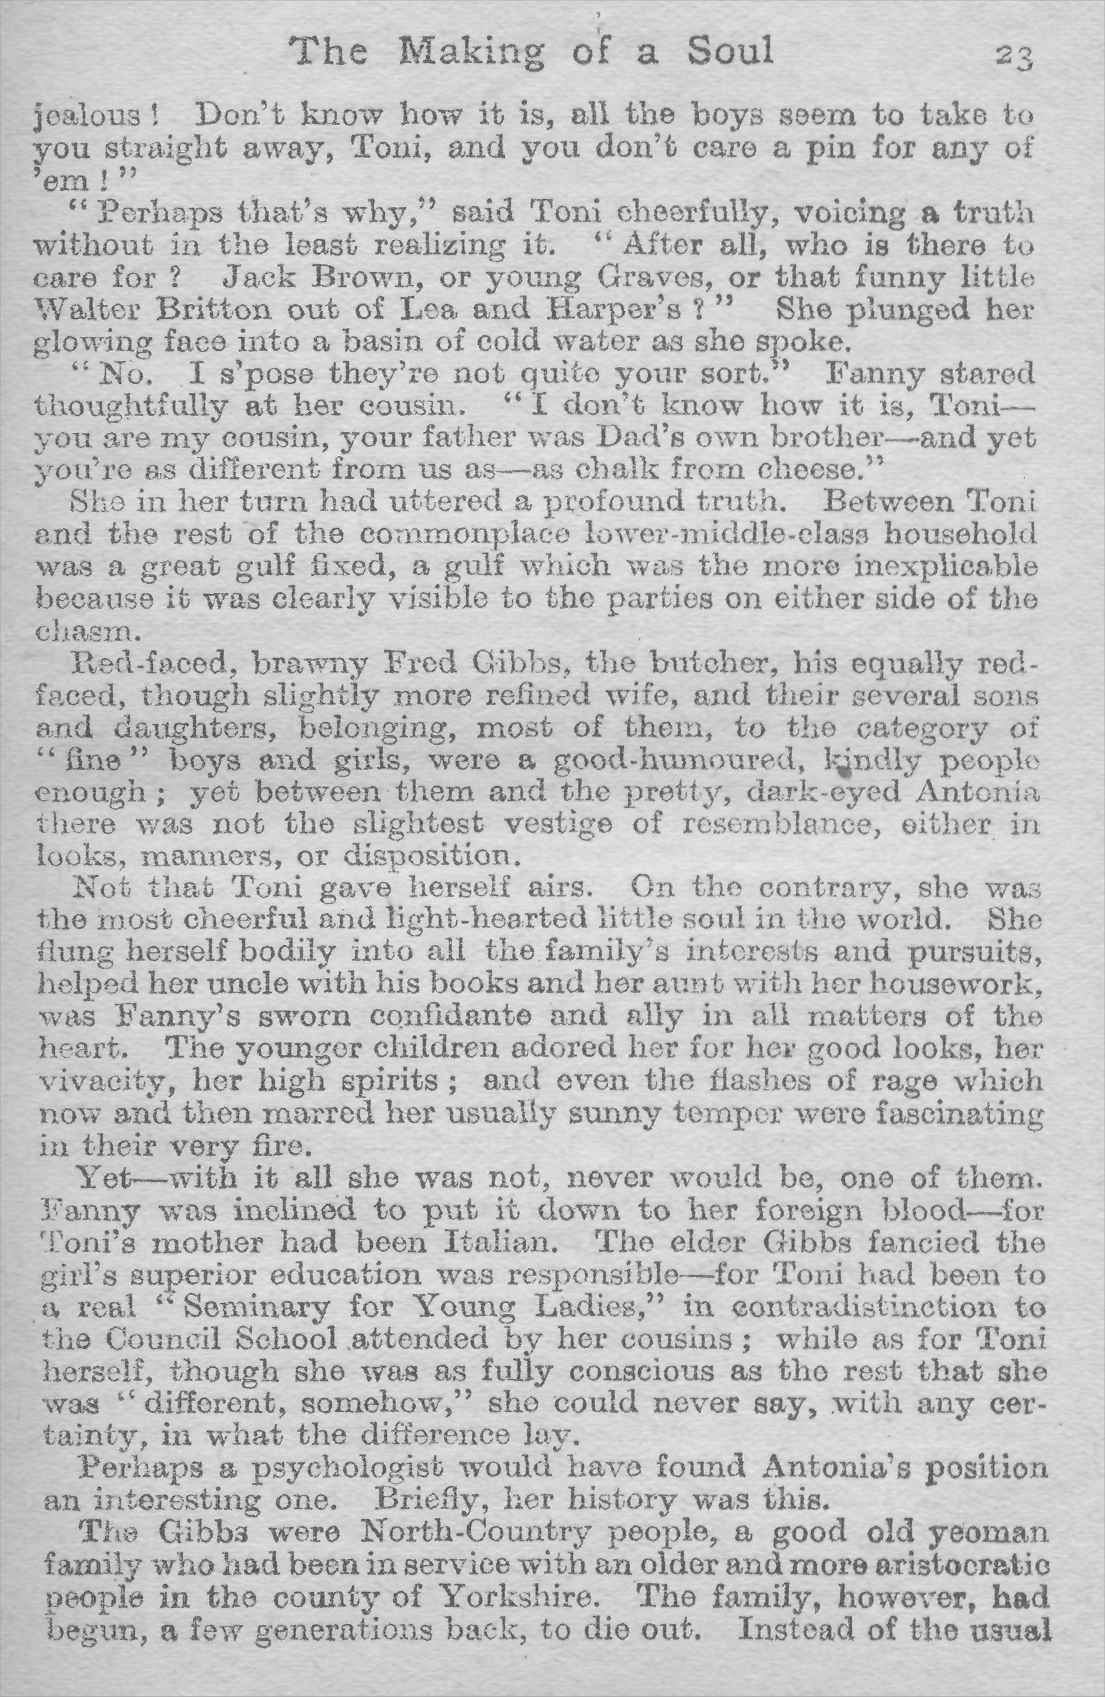 The Making of a Soul 23
jealous! Don't know how it is, all the boys seem to take to
you straight away, Toni, and you don't care a pin for any of
'em!"
"Perhaps that's why," said Toni cheerfully, voicing a truth
without in the least realizing it. "After all, who is there to
care for? Jack Brown, or young Graves, or that funny little
Walter Britton out of Lea and Harper's?" She plunged her
glowing face into a basin of cold water as she spoke.
"No. I s'pose they're not quite your sort." Fanny stared
thoughtfully at her cousin. "I don't know how it is, Toni—
you are my cousin, your father was Dad's own brother—and yet
you're as different from us as—as chalk from cheese."
She in her turn had uttered a profound truth. Between Toni
and the rest of the commonplace lower-middle-class household
was a great gulf fixed, a gulf which was the more inexplicable
because it was clearly visible to the parties on either side of the
chasm.
Red-faced, brawny Fred Gibbs, the butcher, his equally red-
faced, though slightly more refined wife, and their several sons
and daughters, belonging, most of them, to the category of
"fine" boys and girls, were a good-humoured, kindly people
enough; yet between them and the pretty, dark-eyed Antonia
there was not the slightest vestige of resemblance, either in
looks, manners, or disposition.
Not that Toni gave herself airs. On the contrary, she was
the most cheerful and light-hearted little soul in the world. She
flung herself bodily into all the family's interests and pursuits,
helped her uncle with his books and her aunt with her housework,
was Fanny's sworn confidante and ally in all matters of the
heart. The younger children adored her for her good looks, her
vivacity, her high spirits; and even the flashes of rage which
now and then marred her usually sunny temper were fascinating
in their very fire.
Yet—with it all she was not, never would be, one of them.
Fanny was inclined to put it down to her foreign blood—for
Toni's mother had been Italian. The elder Gibbs fancied the
girl's superior education was responsible—for Toni had been to
a real "Seminary for Young Ladies," in contradistinction to
the Council School attended by her cousins; while as for Toni
herself, though she was as fully conscious as the rest that she
was "different, somehow," she could never say, with any cer-
tainty, in what the difference lay.
Perhaps a psychologist would have found Antonia's position
an interesting one. Briefly, her history was this.
The Gibbs were North-Country people, a good old yeoman
family who had been in service with an older and more aristocratic
people in the county of Yorkshire. The family, however, had
begun, a few generations back, to die out. Instead of the usual